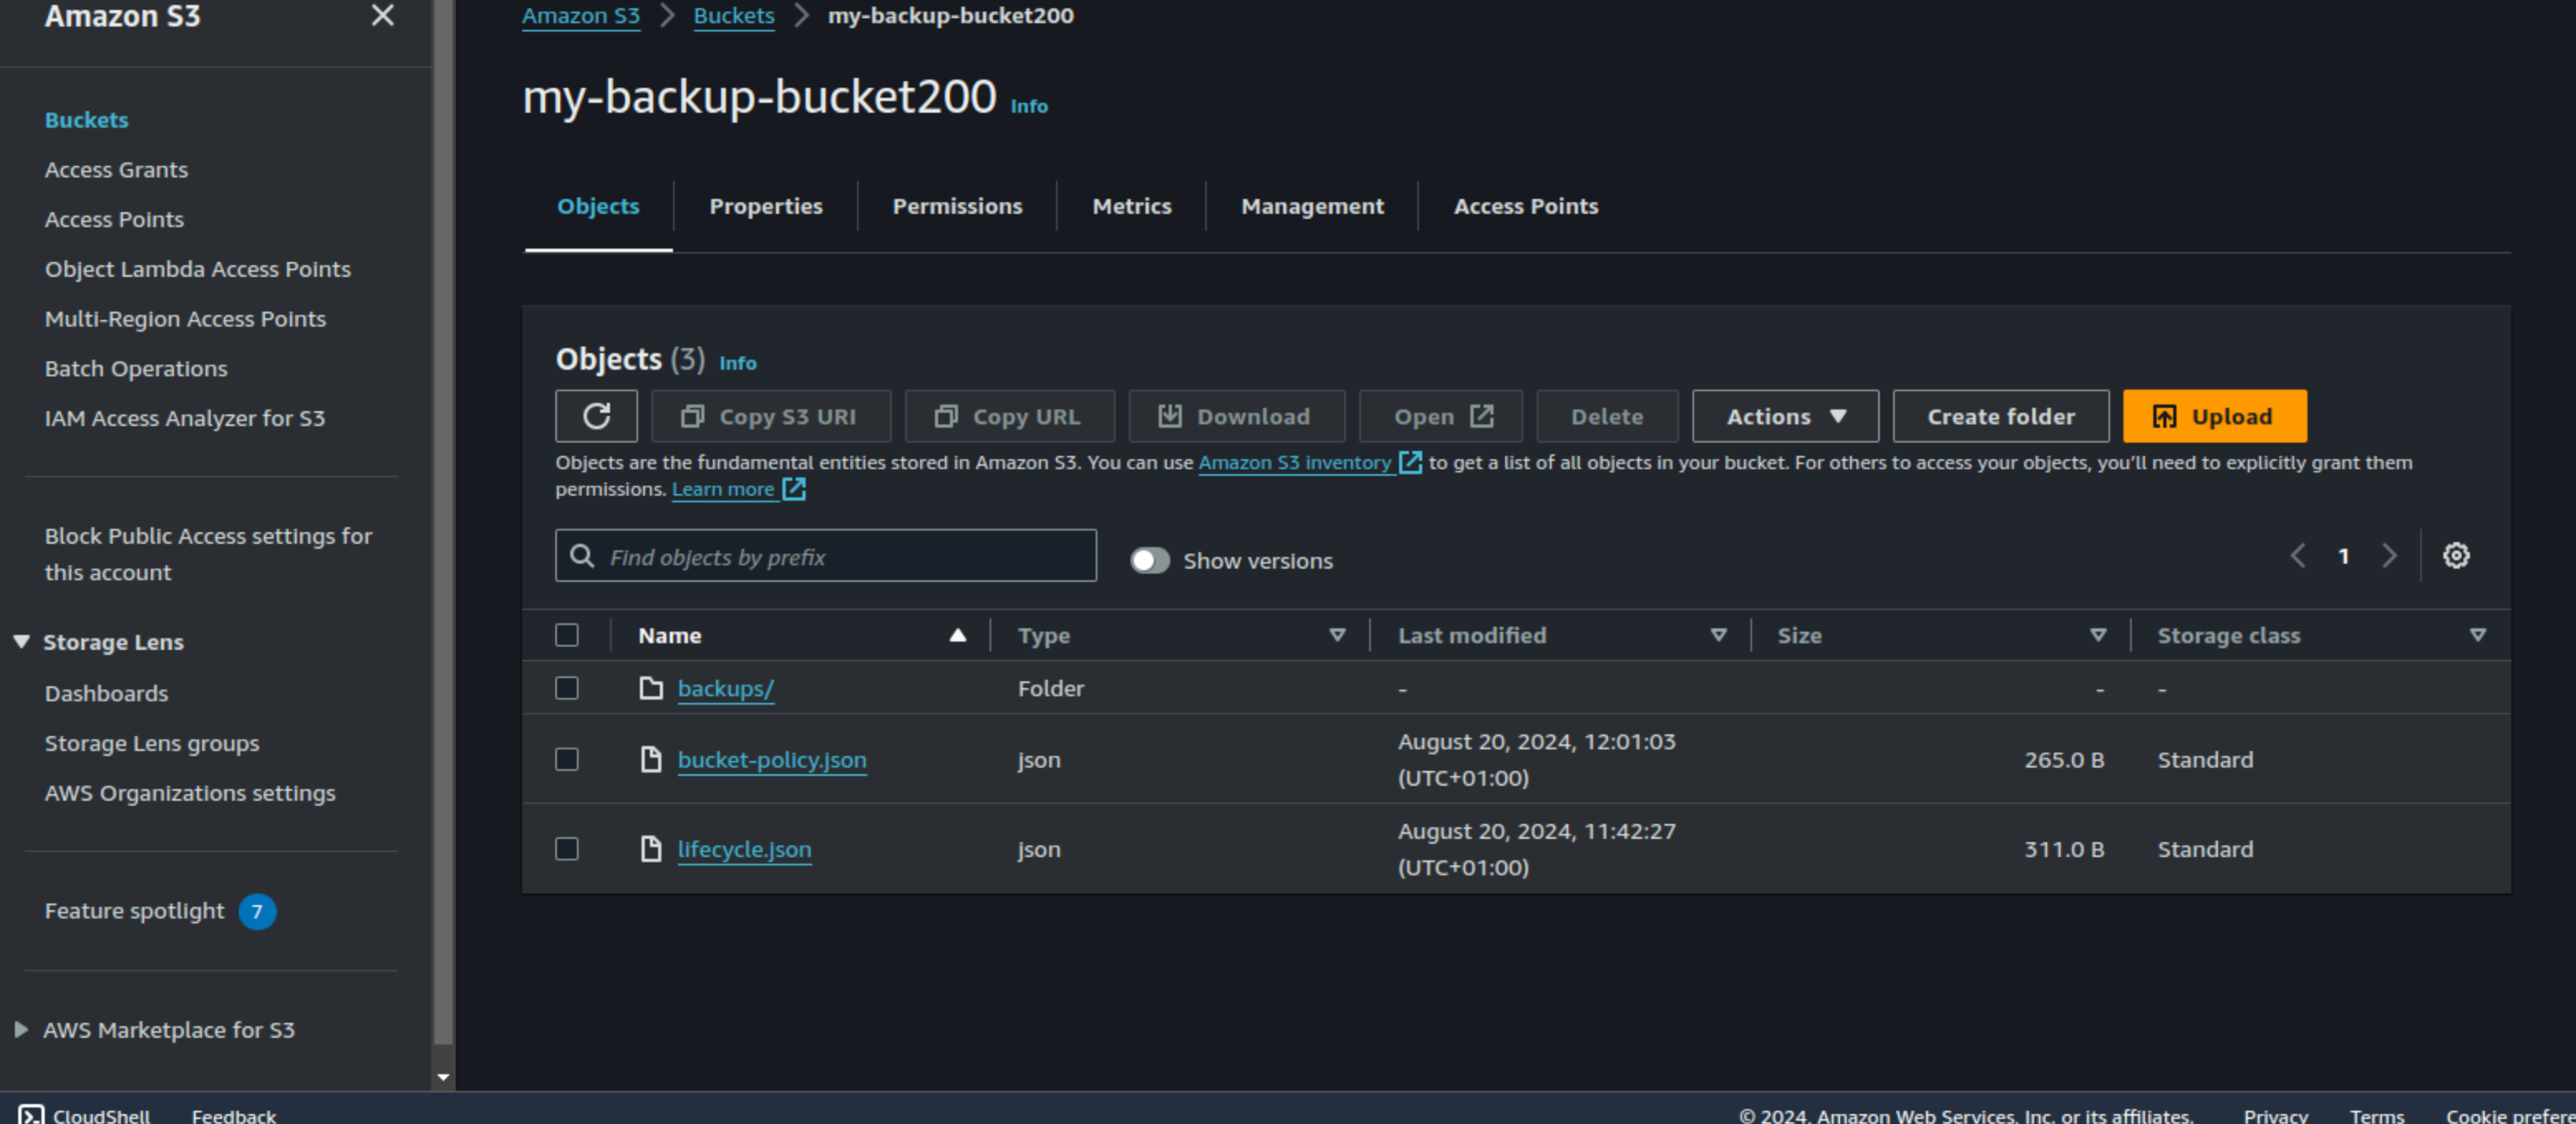 Amazon S3
Buckets
Access Grants
Access Points
Object Lambda Access Points
Multi-Region Access Points
Batch Operations
IAM Access Analyzer for S3
Block Public Access settings for
this account
Storage Lens
Dashboards
Storage Lens groups
AWS Organizations settings
Feature spotlight 7
AWS Marketplace for S3
Amazon S3 Buckets my-backup-bucket200
my-backup-bucket200 Info
Objects Properties Permissions Metrics Management Access Points
Objects (3) Info
Copy S3 URI Copy URL Download Open Delete Actions Create folder Upload
Objects are the fundamental entities stored in Amazon S3. You can use Amazon S3 inventory to get a list of all objects in your bucket. For others to access your objects, you'll need to explicitly grant them
permissions. Learn more
Find objects by prefix Show versions 1
Name Type Last modified Size Storage class
backups/ Folder - - -
bucket-policy.json json August 20, 2024, 12:01:03 (UTC+01:00) 265.0 B Standard
lifecycle.json json August 20, 2024, 11:42:27 (UTC+01:00) 311.0 B Standard
CloudShell Feedback © 2024, Amazon Web Services, Inc. or its affiliates. Privacy Terms Cookie prefere